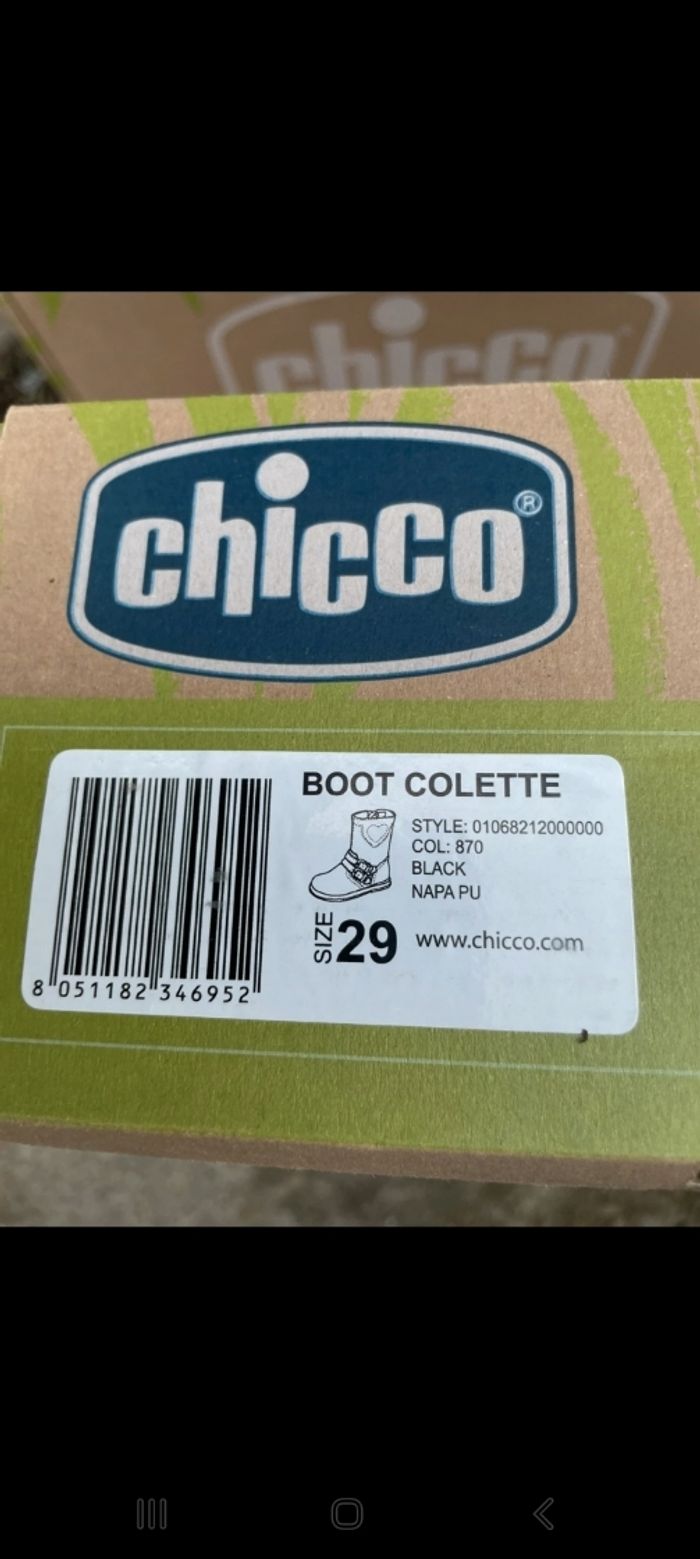 chicco
chicco®
BOOT COLETTE
STYLE: 01068212000000
COL: 870
BLACK
NAPA PU
SIZE 29
www.chicco.com
8 051182 346952